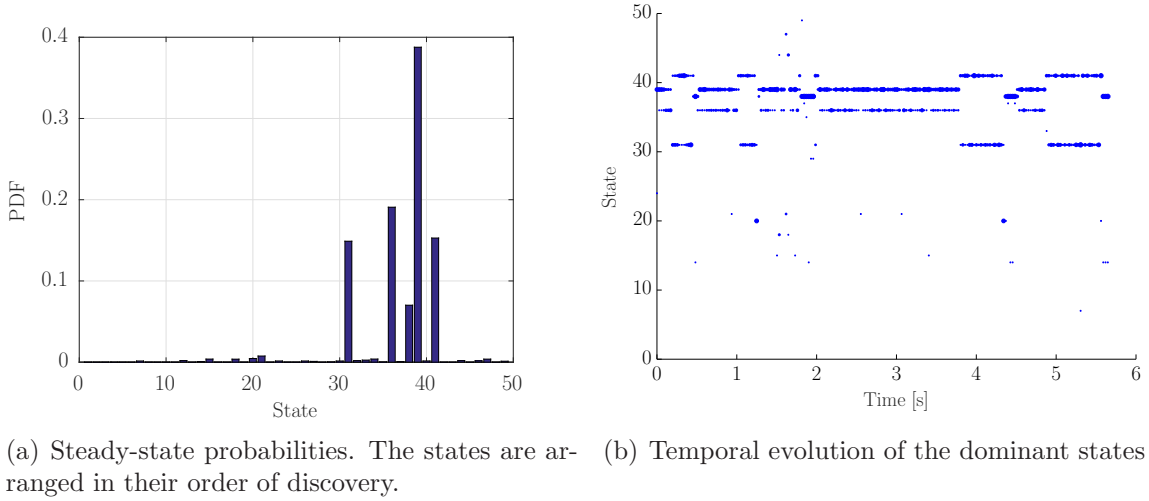 0.4
0.3
0.2
0.1
0
PDF
0 10 20 30 40 50
State
50
40
30
20
10
0
State
0 1 2 3 4 5 6
Time [s]
(a) Steady-state probabilities. The states are ar-
ranged in their order of discovery.
(b) Temporal evolution of the dominant states